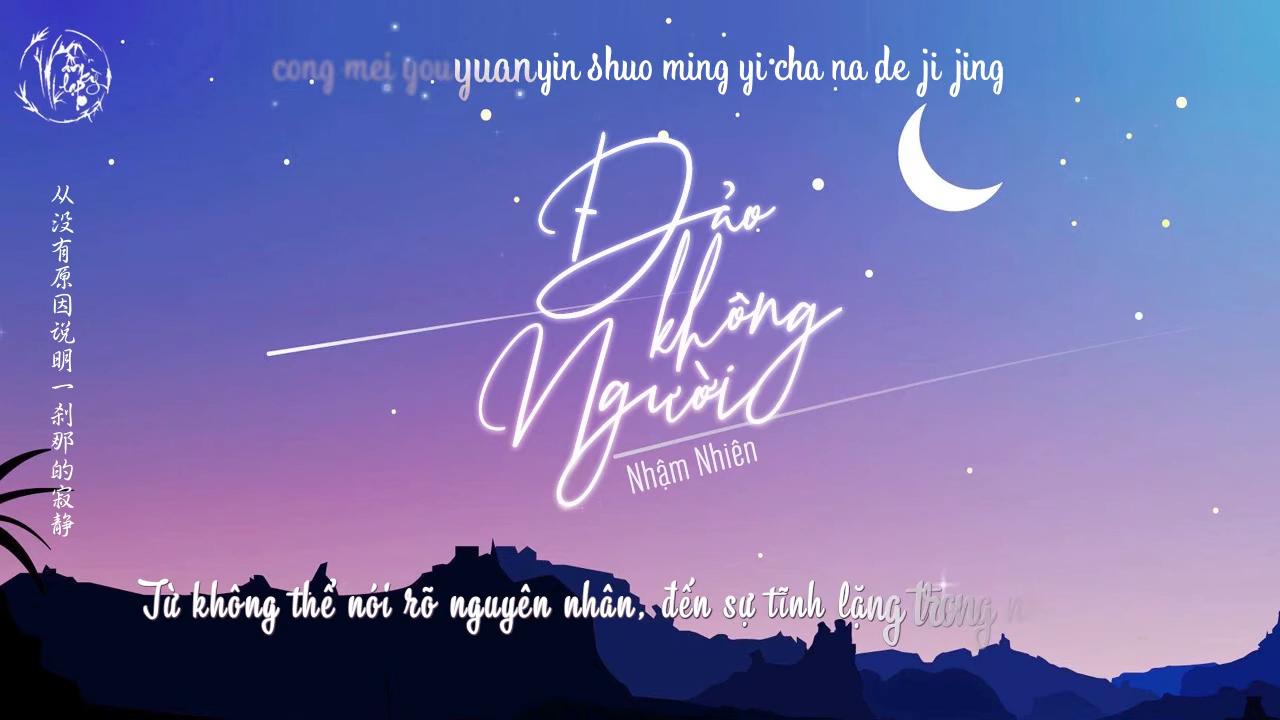 cong mei you yuan yin shuo ming yi cha na de ji jing
从没有原因说明一刹那的寂静
Đảo
không
Người
Nhậm Nhiên
Từ không thể nói rõ nguyên nhân, đến sự tĩnh lặng trong